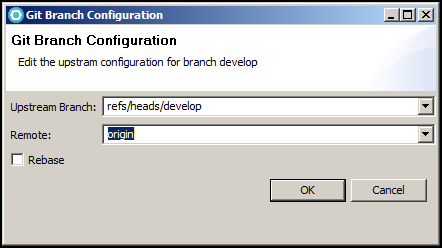 Git Branch Configuration
Git Branch Configuration
Edit the upstram configuration for branch develop
Upstream Branch: refs/heads/develop
Remote: origin
Rebase
OK Cancel